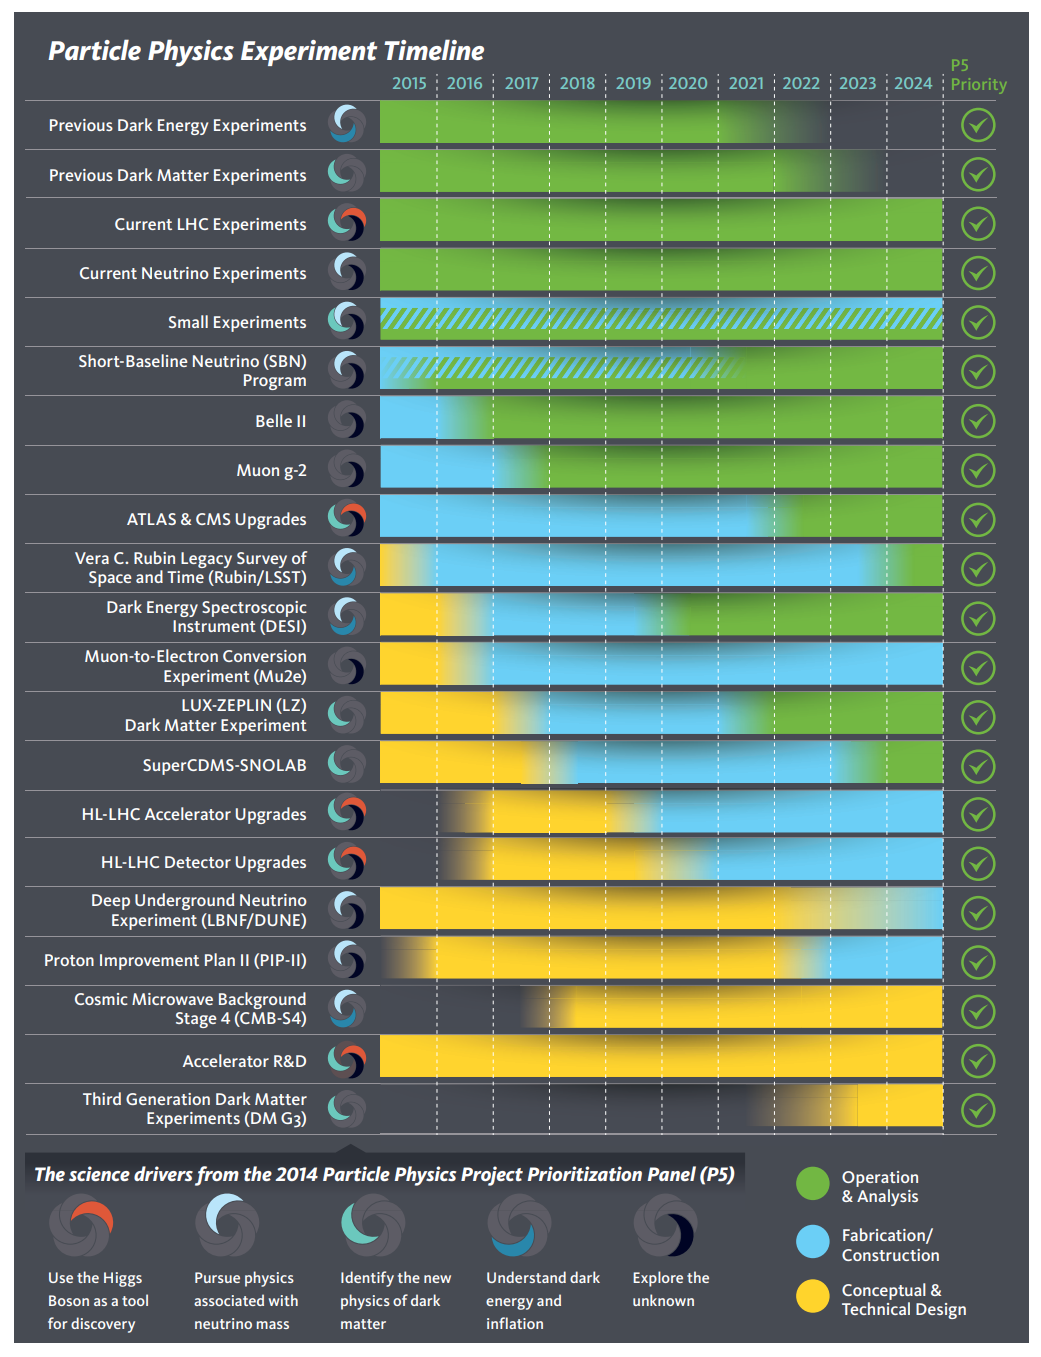 Particle Physics Experiment Timeline
P5
Priority
2015 2016 2017 2018 2019 2020 2021 2022 2023 2024
Previous Dark Energy Experiments
Previous Dark Matter Experiments
Current LHC Experiments
Current Neutrino Experiments
Small Experiments
Short-Baseline Neutrino (SBN)
Program
Belle II
Muon g-2
ATLAS & CMS Upgrades
Vera C. Rubin Legacy Survey of
Space and Time (Rubin/LSST)
Dark Energy Spectroscopic
Instrument (DESI)
Muon-to-Electron Conversion
Experiment (Mu2e)
LUX-ZEPLIN (LZ)
Dark Matter Experiment
SuperCDMS-SNOLAB
HL-LHC Accelerator Upgrades
HL-LHC Detector Upgrades
Deep Underground Neutrino
Experiment (LBNF/DUNE)
Proton Improvement Plan II (PIP-II)
Cosmic Microwave Background
Stage 4 (CMB-S4)
Accelerator R&D
Third Generation Dark Matter
Experiments (DM G3)
The science drivers from the 2014 Particle Physics Project Prioritization Panel (P5)
Use the Higgs
Boson as a tool
for discovery
Pursue physics
associated with
neutrino mass
Identify the new
physics of dark
matter
Understand dark
energy and
inflation
Explore the
unknown
Operation
& Analysis
Fabrication/
Construction
Conceptual &
Technical Design